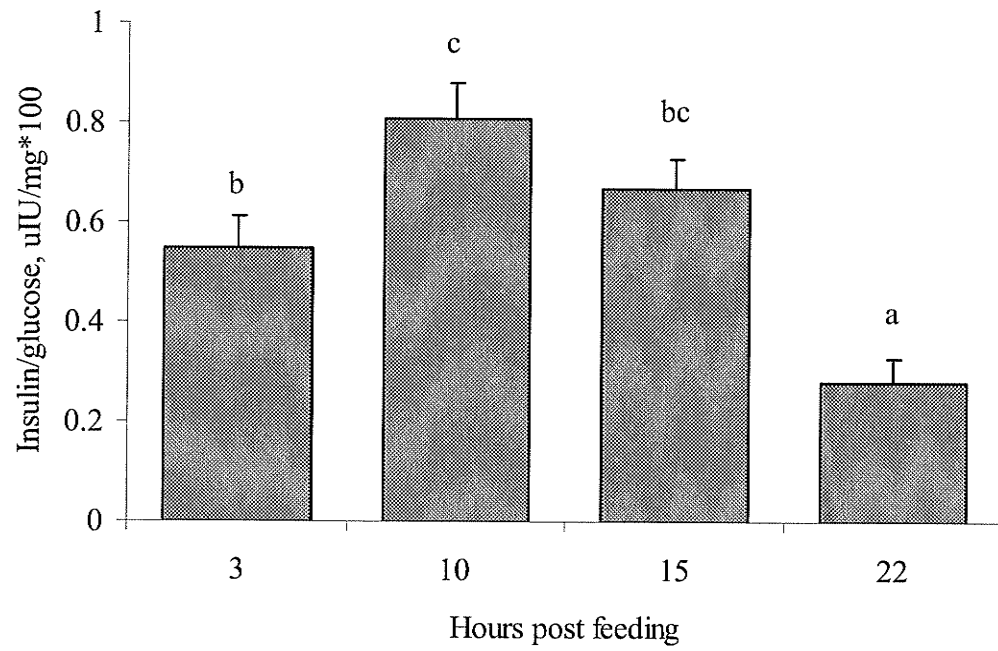 Insulin/glucose, uIU/mg*100
1
0.8
0.6
0.4
0.2
0
b
c
bc
a
3 10 15 22
Hours post feeding